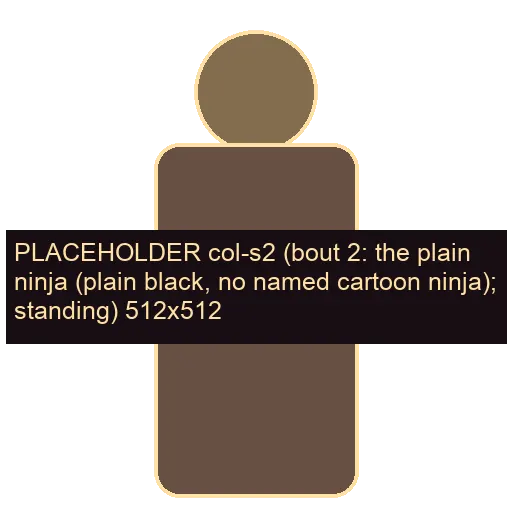 PLACEHOLDER col-s2 (bout 2: the plain
ninja (plain black, no named cartoon ninja);
standing) 512x512